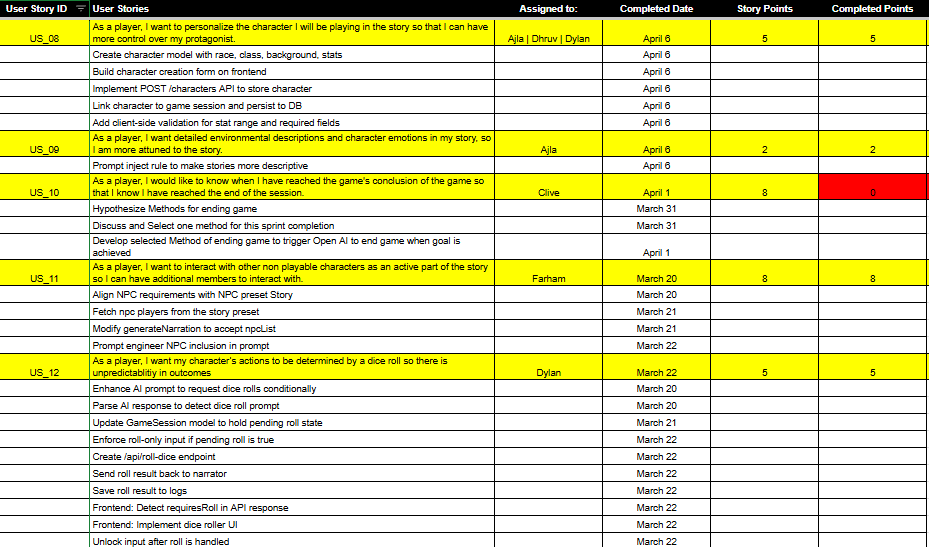 User Story ID User Stories Assigned to: Completed Date Story Points Completed Points
As a player, I want to personalize the character I will be playing in the story so that I can have
US_08 more control over my protagonist. Ajla | Dhruv | Dylan April 6 5 5
Create character model with race, class, background, stats April 6
Build character creation form on frontend April 6
Implement POST /characters API to store character April 6
Link character to game session and persist to DB April 6
Add client-side validation for stat range and required fields April 6
As a player, I want detailed environmental descriptions and character emotions in my story, so
US_09 I am more attuned to the story. Ajla April 6 2 2
Prompt inject rule to make stories more descriptive April 6
As a player, I would like to know when I have reached the game's conclusion of the game so
US_10 that I know I have reached the end of the session. Clive April 1 8 0
Hypothesize Methods for ending game March 31
Discuss and Select one method for this sprint completion March 31
Develop selected Method of ending game to trigger Open AI to end game when goal is
achieved April 1
As a player, I want to interact with other non playable characters as an active part of the story
US_11 so I can have additional members to interact with. Farham March 20 8 8
Align NPC requirements with NPC preset Story March 20
Fetch npc players from the story preset March 21
Modify generateNarration to accept npcList March 21
Prompt engineer NPC inclusion in prompt March 22
As a player, I want my character's actions to be determined by a dice roll so there is
US_12 unpredictablitiy in outcomes Dylan March 22 5 5
Enhance AI prompt to request dice rolls conditionally March 20
Parse AI response to detect dice roll prompt March 20
Update GameSession model to hold pending roll state March 21
Enforce roll-only input if pending roll is true March 22
Create /api/roll-dice endpoint March 22
Send roll result back to narrator March 22
Save roll result to logs March 22
Frontend: Detect requiresRoll in API response March 22
Frontend: Implement dice roller UI March 22
Unlock input after roll is handled March 22